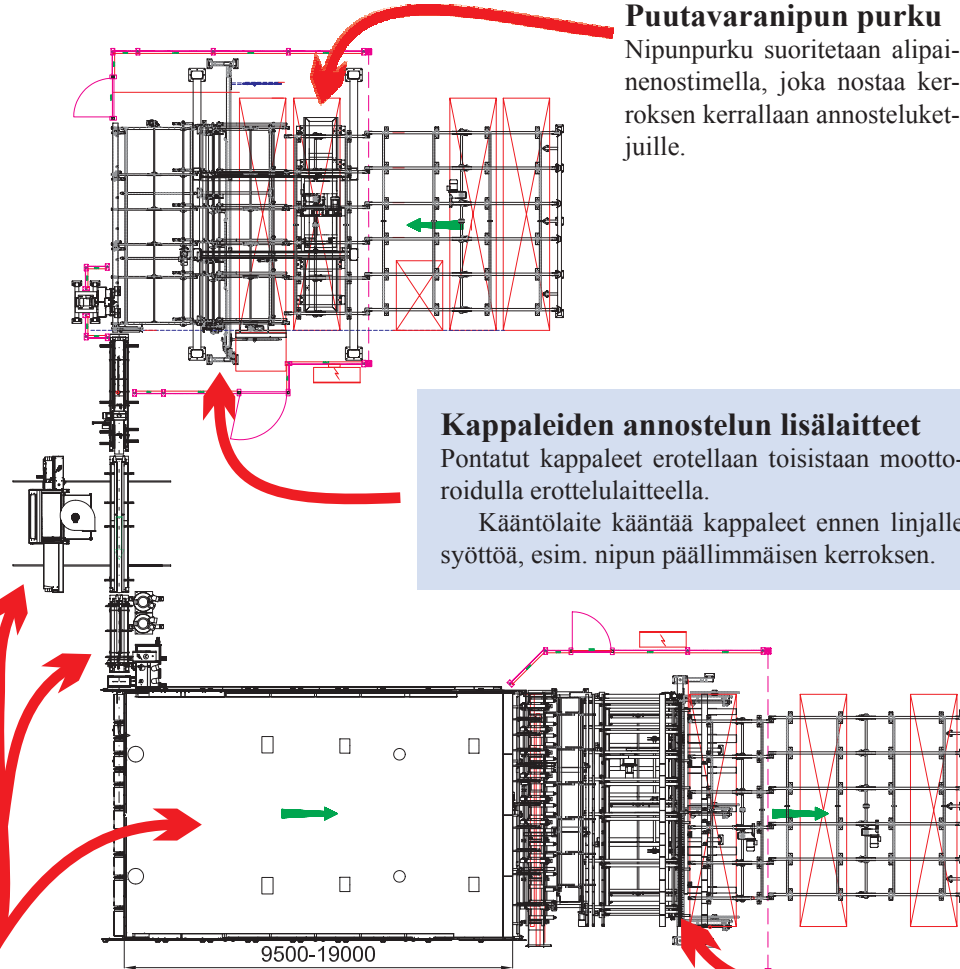 Puutavaranipun purku
Nipunpurku suoritetaan alipai-
nenostimella, joka nostaa ker-
roksen kerrallaan annosteluket-
juille.
Kappaleiden annostelun lisälaitteet
Pontatut kappaleet erotellaan toisistaan mootto-
roidulla erottelulaitteella.
Kääntölaite kääntää kappaleet ennen linjalle
syöttöä, esim. nipun päällimmäisen kerroksen.
9500-19000